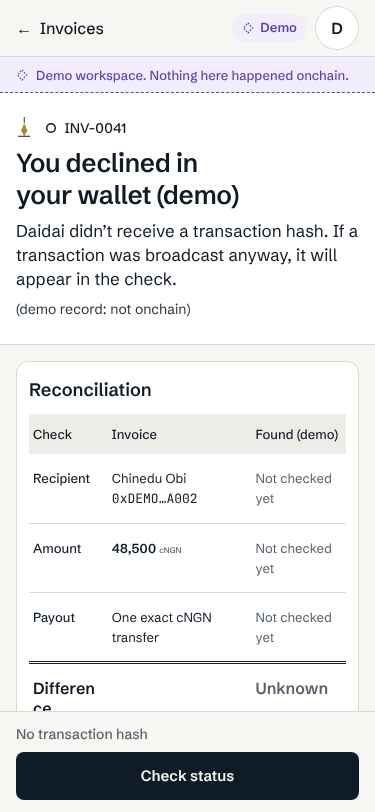 ← Invoices
Demo
D
Demo workspace. Nothing here happened onchain.
INV-0041
You declined in
your wallet (demo)
Daidai didn’t receive a transaction hash. If a
transaction was broadcast anyway, it will
appear in the check.
(demo record: not onchain)
Reconciliation
Check Invoice Found (demo)
Recipient Chinedu Obi Not checked
0xDEMO…A002 yet
Amount 48,500 cNGN Not checked
yet
Payout One exact cNGN Not checked
transfer yet
Differen Unknown
ce
No transaction hash
Check status